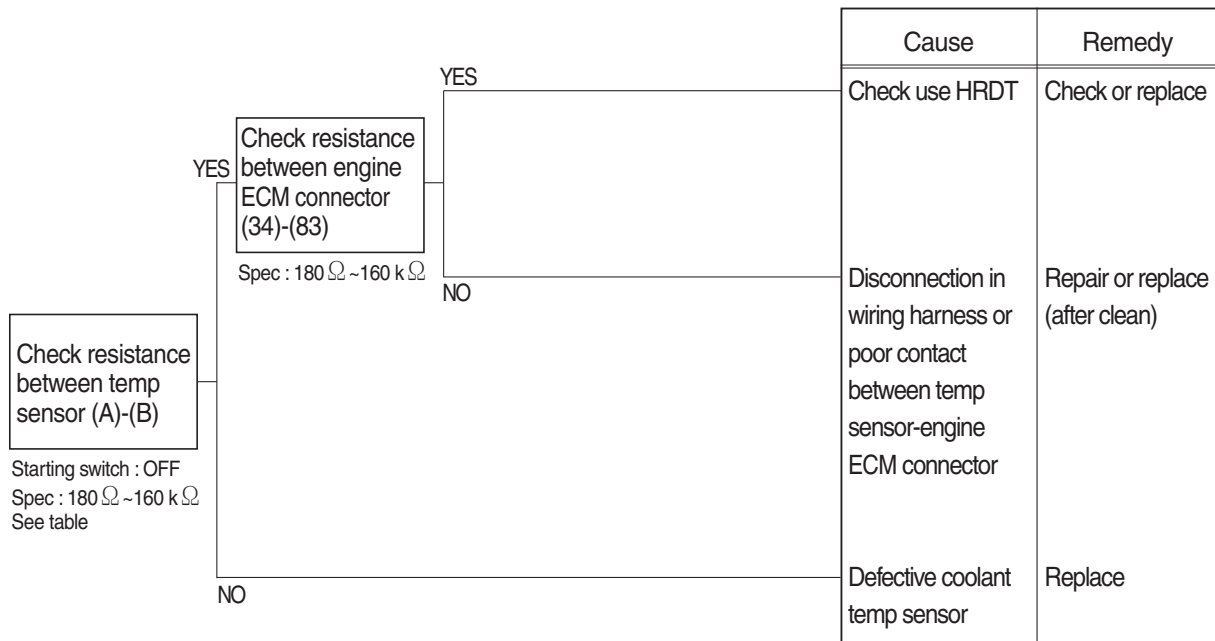 Cause
Remedy
YES
Check use HRDT
Check or replace
Check resistance
between engine
ECM connector
(34)-(83)
YES
Spec : 180 Ω ~160 k Ω
NO
Disconnection in
wiring harness or
poor contact
between temp
sensor-engine
ECM connector
Repair or replace
(after clean)
Check resistance
between temp
sensor (A)-(B)
Starting switch : OFF
Spec : 180 Ω ~160 k Ω
See table
NO
Defective coolant
temp sensor
Replace